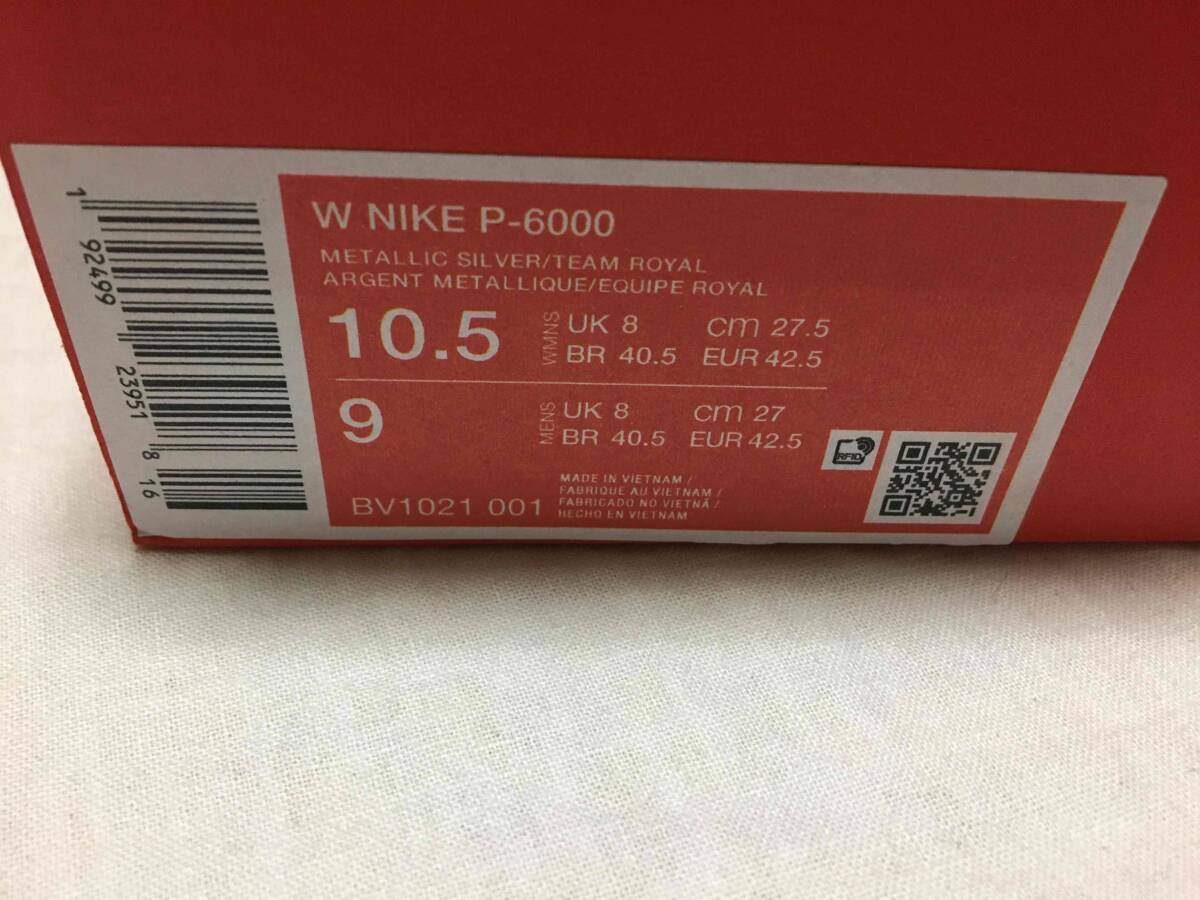 W NIKE P-6000
METALLIC SILVER/TEAM ROYAL
ARGENT METALLIQUE/EQUIPE ROYAL
10.5 WMNS UK 8 cm 27.5
BR 40.5 EUR 42.5
9 MENS UK 8 cm 27
BR 40.5 EUR 42.5
BV1021 001
MADE IN VIETNAM /
FABRIQUE AU VIETNAM /
FABRICADO NO VIETNÃ /
HECHO EN VIETNAM
RFID
1 92499 23951 8 16